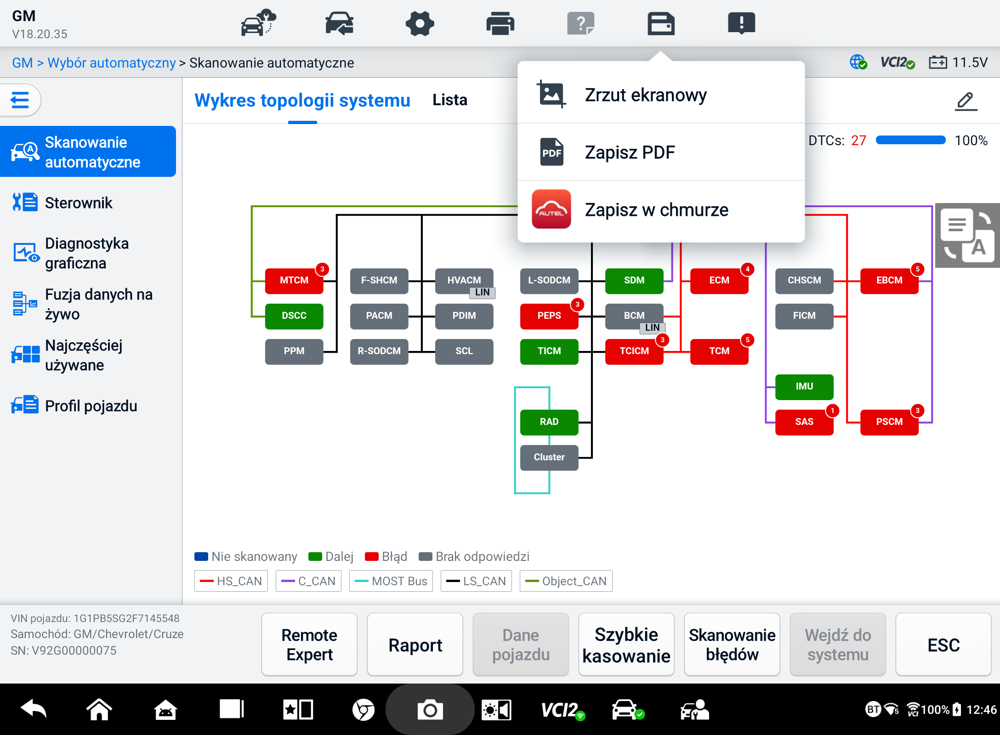 GM
V18.20.35
?
!
GM > Wybór automatyczny > Skanowanie automatyczne
VCI2
11.5V
Zrzut ekranowy
PDF
Zapisz PDF
AUTEL
Zapisz w chmurze
Wykres topologii systemu
Lista
DTCs: 27
100%
A
Skanowanie
automatyczne
Sterownik
Diagnostyka
graficzna
Fuzja danych na
żywo
Najczęściej
używane
Profil pojazdu
A
MTCM
3
F-SHCM
HVACM
LIN
L-SODCM
SDM
ECM
4
CHSCM
EBCM
5
DSCC
PACM
PDIM
PEPS
3
BCM
LIN
FICM
PPM
R-SODCM
SCL
TICM
TCICM
3
TCM
5
IMU
RAD
SAS
1
PSCM
3
Cluster
Nie skanowany
Dalej
Błąd
Brak odpowiedzi
HS_CAN
C_CAN
MOST Bus
LS_CAN
Object_CAN
VIN pojazdu: 1G1PB5SG2F7145548
Samochód: GM/Chevrolet/Cruze
SN: V92G00000075
Remote
Expert
Raport
Dane
pojazdu
Szybkie
kasowanie
Skanowanie
błędów
Wejdź do
systemu
ESC
VCI2
BT
5
VCI
100%
12:46